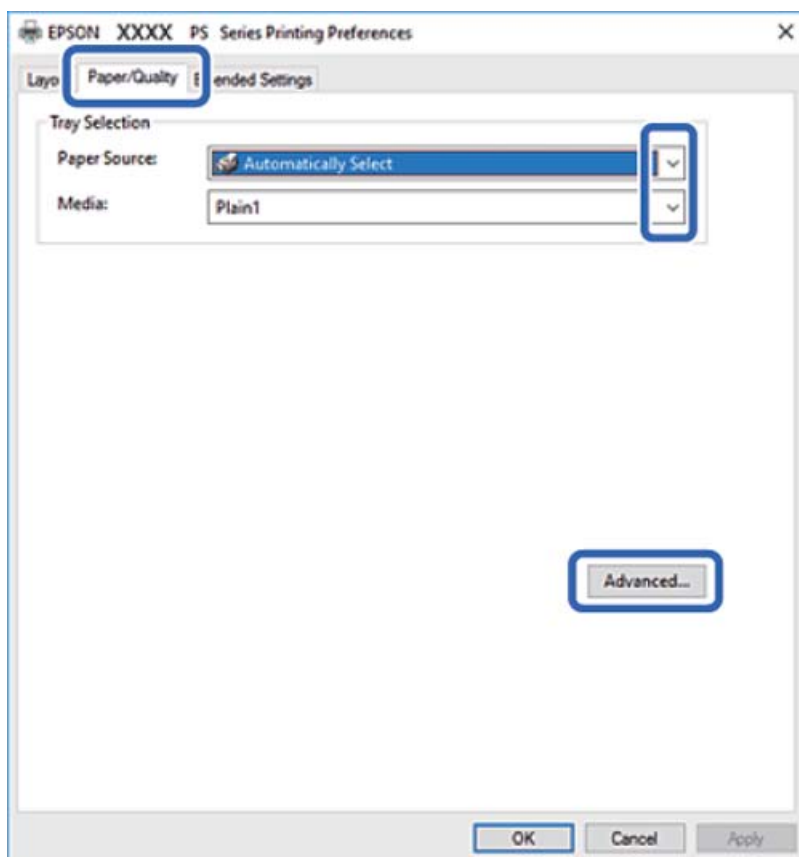 EPSON XXXX PS Series Printing Preferences
Layo Paper/Quality ended Settings
Tray Selection
Paper Source: Automatically Select
Media: Plain1
Advanced...
OK Cancel Apply